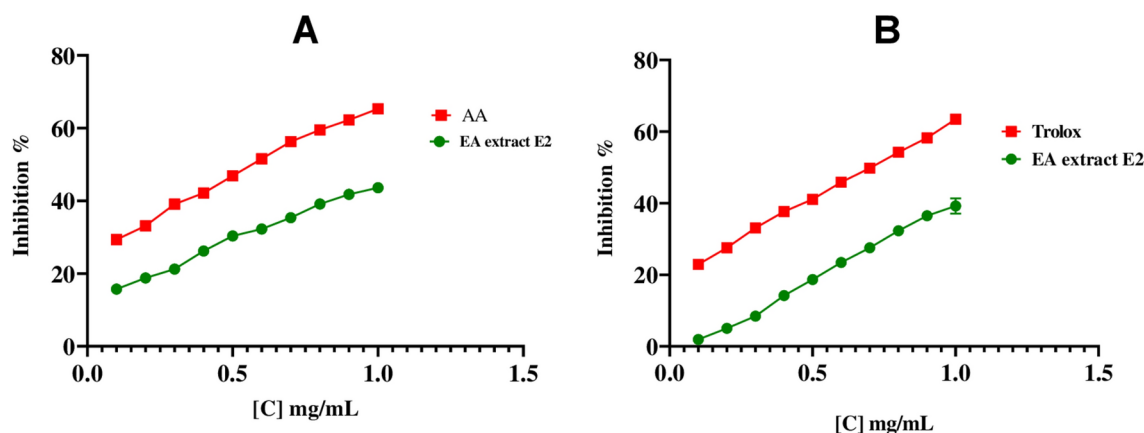 A
80
60
40
20
0
0.0 0.5 1.0 1.5
Inhibition %
[C] mg/mL
AA
EA extract E2
B
80
60
40
20
0
0.0 0.5 1.0 1.5
Inhibition %
[C] mg/mL
Trolox
EA extract E2